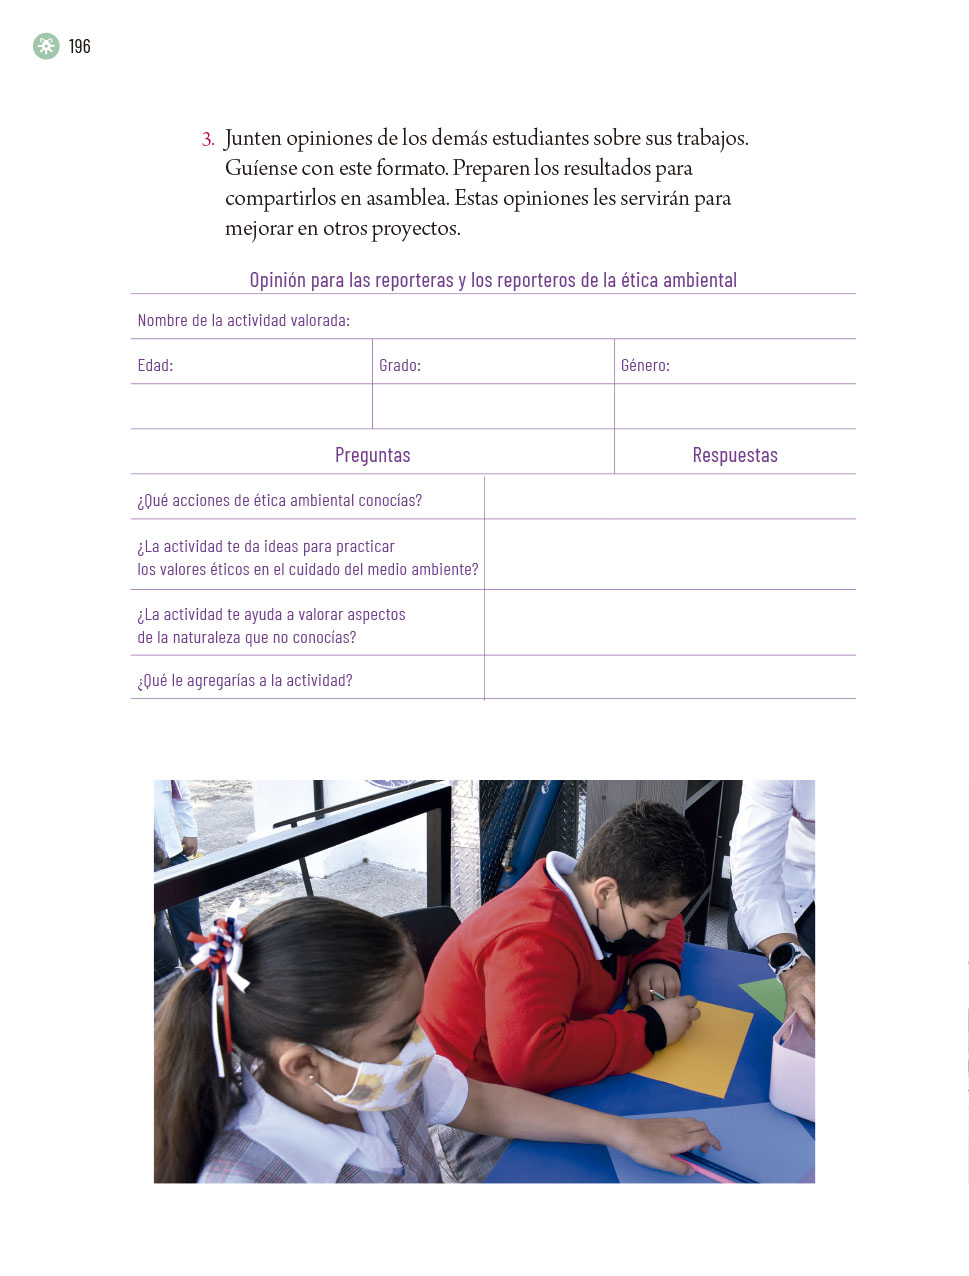 196
3. Junten opiniones de los demás estudiantes sobre sus trabajos.
Guíense con este formato. Preparen los resultados para
compartirlos en asamblea. Estas opiniones les servirán para
mejorar en otros proyectos.
Opinión para las reporteras y los reporteros de la ética ambiental
Nombre de la actividad valorada:
Edad: Grado: Género:
Preguntas Respuestas
¿Qué acciones de ética ambiental conocías?
¿La actividad te da ideas para practicar
los valores éticos en el cuidado del medio ambiente?
¿La actividad te ayuda a valorar aspectos
de la naturaleza que no conocías?
¿Qué le agregarías a la actividad?